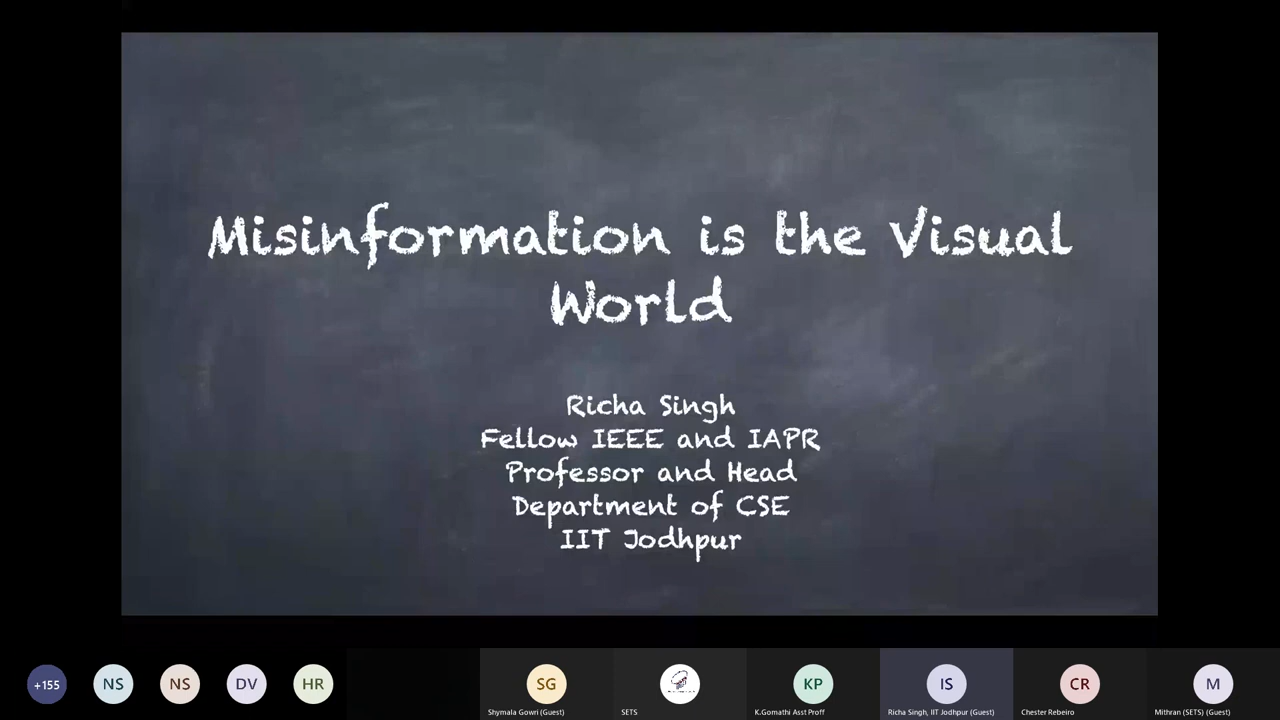 Misinformation is the Visual
World
Richa Singh
Fellow IEEE and IAPR
Professor and Head
Department of CSE
IIT Jodhpur
+155
NS
NS
DV
HR
SG
KP
IS
CR
M
Shymala Gowri (Guest)
SETS
K.Gomathi Asst Proff
Richa Singh, IIT Jodhpur (Guest)
Chester Rebeiro
Mithran (SETS) (Guest)